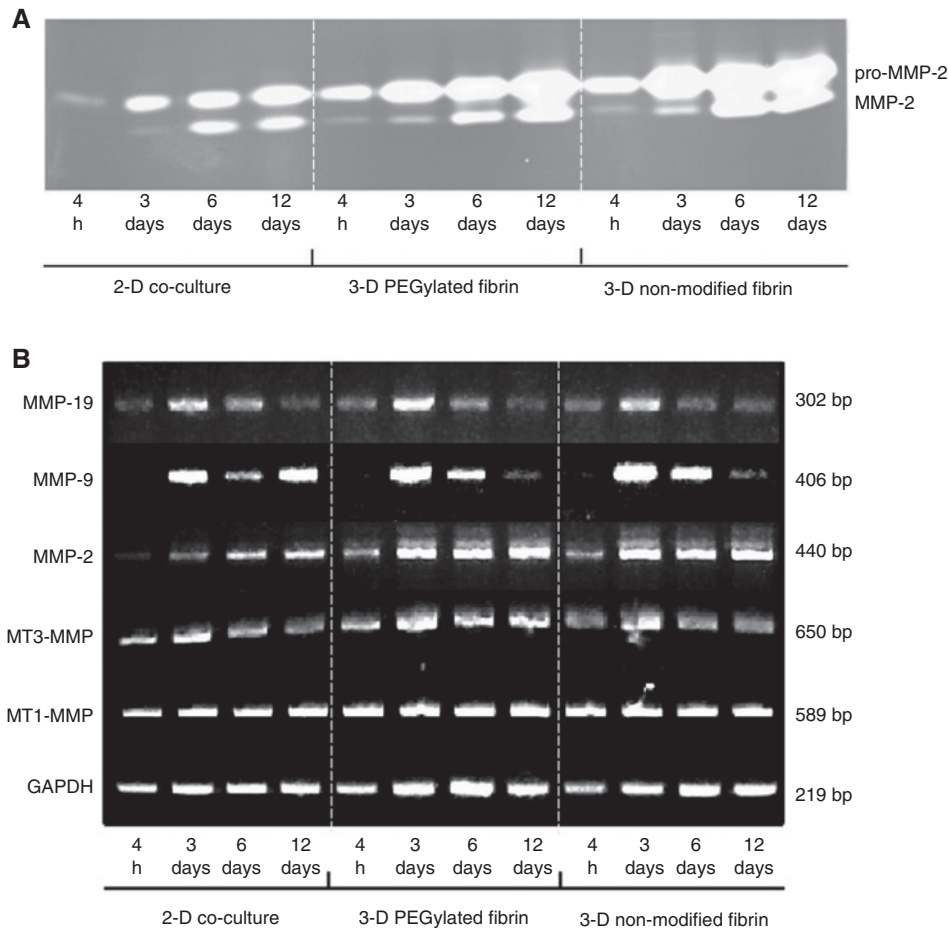 A
pro-MMP-2
MMP-2
4 3 6 12 4 3 6 12 4 3 6 12
h days days days h days days days h days days days
2-D co-culture 3-D PEGylated fibrin 3-D non-modified fibrin
B
MMP-19 302 bp
MMP-9 406 bp
MMP-2 440 bp
MT3-MMP 650 bp
MT1-MMP 589 bp
GAPDH 219 bp
4 3 6 12 4 3 6 12 4 3 6 12
h days days days h days days days h days days days
2-D co-culture 3-D PEGylated fibrin 3-D non-modified fibrin